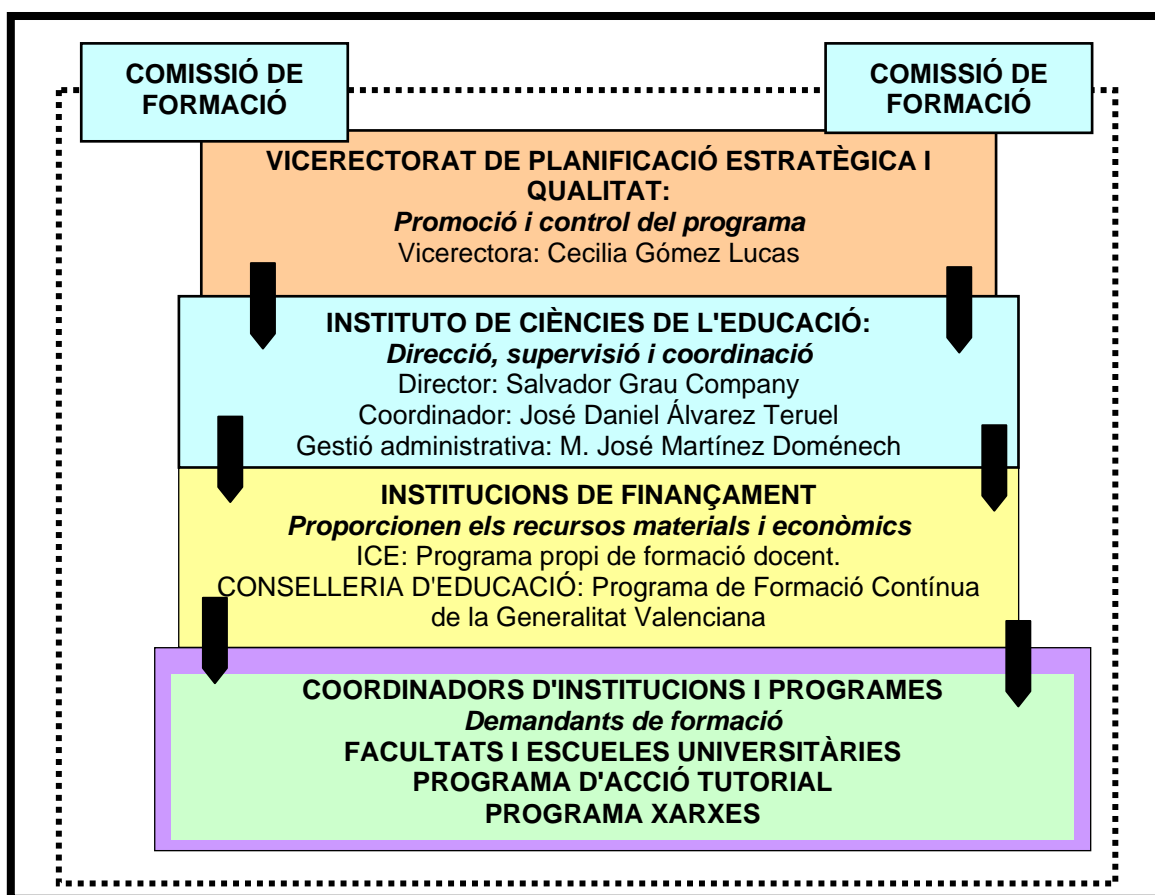 COMISSIÓ DE
FORMACIÓ
COMISSIÓ DE
FORMACIÓ
VICERECTORAT DE PLANIFICACIÓ ESTRATÈGICA I
QUALITAT:
Promoció i control del programa
Vicerectora: Cecilia Gómez Lucas
INSTITUTO DE CIÈNCIES DE L'EDUCACIÓ:
Direcció, supervisió i coordinació
Director: Salvador Grau Company
Coordinador: José Daniel Álvarez Teruel
Gestió administrativa: M. José Martínez Doménech
INSTITUCIONS DE FINANÇAMENT
Proporcionen els recursos materials i econòmics
ICE: Programa propi de formació docent.
CONSELLERIA D'EDUCACIÓ: Programa de Formació Contínua
de la Generalitat Valenciana
COORDINADORS D'INSTITUCIONS I PROGRAMES
Demandants de formació
FACULTATS I ESCUELES UNIVERSITÀRIES
PROGRAMA D'ACCIÓ TUTORIAL
PROGRAMA XARXES